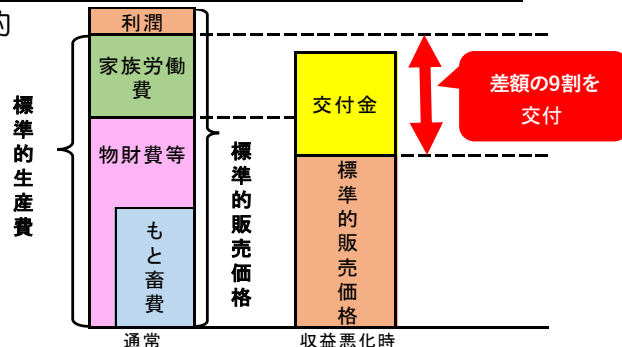 的
利潤
家族労働
費
物財費等
もと畜費
標準的生産費
標準的販売価格
交付金
標準的販売価格
差額の9割を
交付
通常
収益悪化時